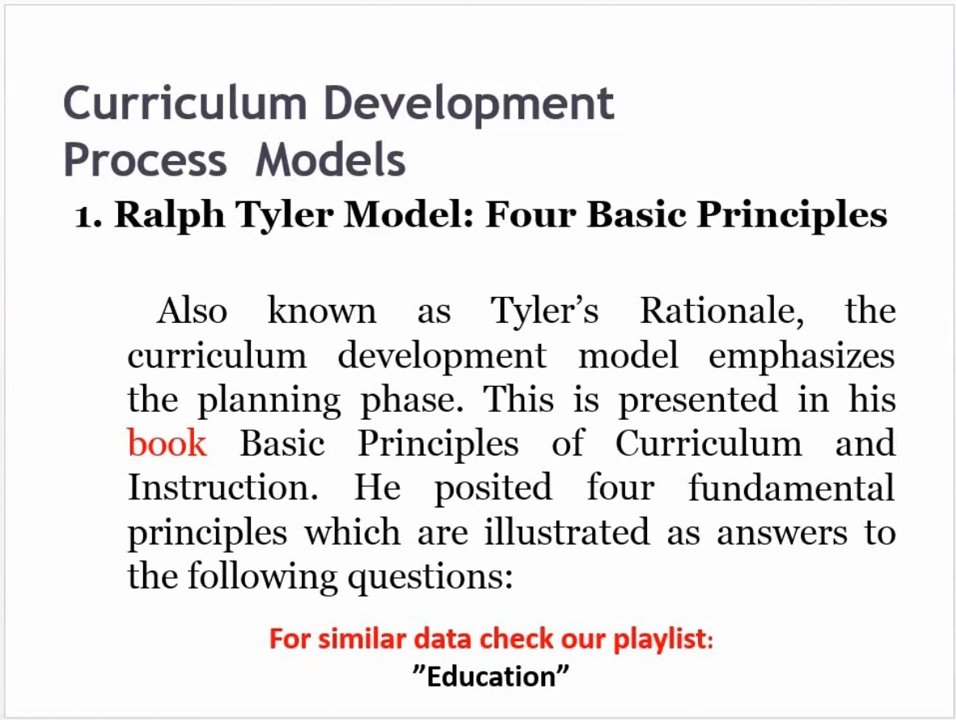 Curriculum Development
Process Models
1. Ralph Tyler Model: Four Basic Principles
Also known as Tyler’s Rationale, the
curriculum development model emphasizes
the planning phase. This is presented in his
book Basic Principles of Curriculum and
Instruction. He posited four fundamental
principles which are illustrated as answers to
the following questions:
For similar data check our playlist:
”Education”